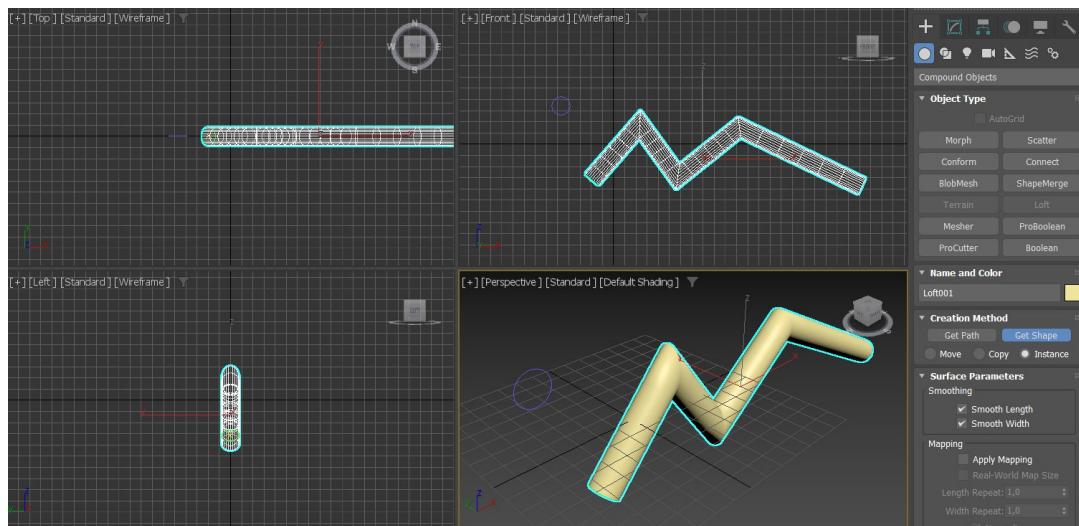 [+] [Top] [Standard] [Wireframe]
N
W
E
S
TOP
x
y
x
[+] [Front] [Standard] [Wireframe]
FRONT
z
x
z
x
[+] [Left] [Standard] [Wireframe]
LEFT
z
y
z
y
[+] [Perspective] [Standard] [Default Shading]
z
x
z
y
x
S
Compound Objects
Object Type
AutoGrid
Morph
Scatter
Conform
Connect
BlobMesh
ShapeMerge
Terrain
Loft
Mesher
ProBoolean
ProCutter
Boolean
Name and Color
Loft001
Creation Method
Get Path
Get Shape
Move
Copy
Instance
Surface Parameters
Smoothing
Smooth Length
Smooth Width
Mapping
Apply Mapping
Real-World Map Size
Length Repeat: 1,0
Width Repeat: 1,0